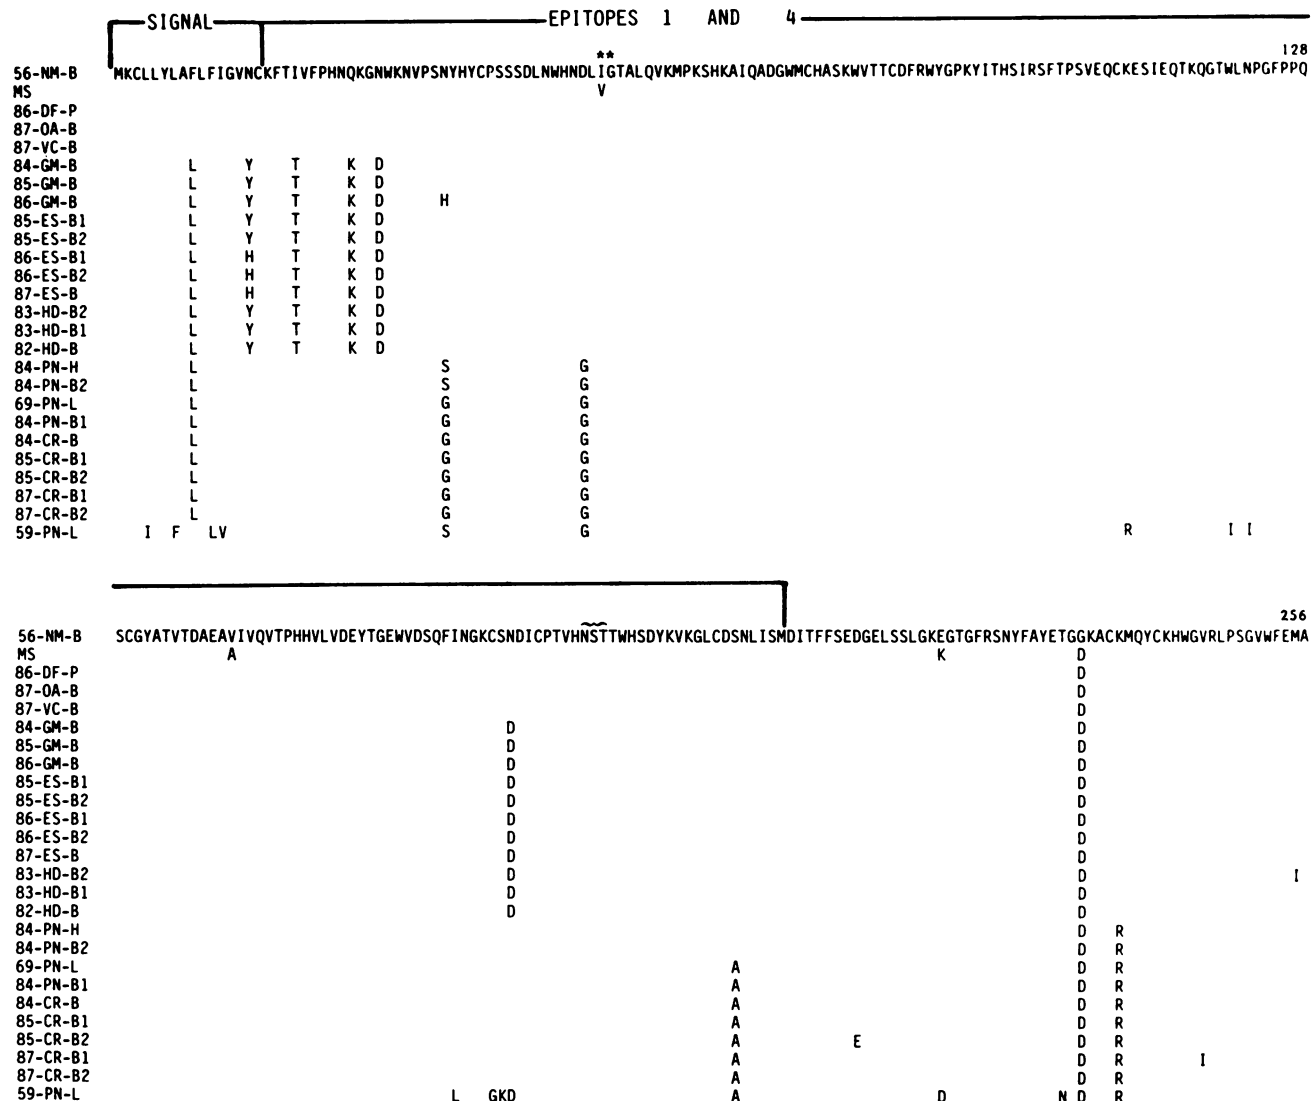 SIGNAL EPITOPES 1 AND 4
** 128
56-NM-B MKCLLYLAFLFIGVNCKFTIVFPHNQKGNWKNVPSNYHYCPSSSDLNWHNDLIGTALQVKMPKSHKAIQADGWMCHASKWVTTCDFRWYGPKYITHSIRSFTPSVEQCKESIEQTKQGTWLNPGFPPQ
MS V
86-DF-P
87-OA-B
87-VC-B
84-GM-B L Y T K D
85-GM-B L Y T K D
86-GM-B L Y T K D H
85-ES-B1 L Y T K D
85-ES-B2 L Y T K D
86-ES-B1 L H T K D
86-ES-B2 L H T K D
87-ES-B L H T K D
83-HD-B2 L Y T K D
83-HD-B1 L Y T K D
82-HD-B L Y T K D
84-PN-H L S G
84-PN-B2 L S G
69-PN-L L G G
84-PN-B1 L G G
84-CR-B L G G
85-CR-B1 L G G
85-CR-B2 L G G
87-CR-B1 L G G
87-CR-B2 L G G
59-PN-L I F LV S G R I I
256
56-NM-B SCGYATVTDAEAVIVQVTPHHVLVDEYTGEWVDSQFINGKCSNDICPTVHNSTTWHSDYKVKGLCDSNLISMDITFFSEDGELSSLGKEGTGFRSNYFAYETGGKACKMQYCKHWGVRLPSGVWFEMA
MS A K D
86-DF-P D
87-OA-B D
87-VC-B D
84-GM-B D D
85-GM-B D D
86-GM-B D D
85-ES-B1 D D
85-ES-B2 D D
86-ES-B1 D D
86-ES-B2 D D
87-ES-B D D
83-HD-B2 D D I
83-HD-B1 D D
82-HD-B D D
84-PN-H D R
84-PN-B2 D R
69-PN-L A D R
84-PN-B1 A D R
84-CR-B A D R
85-CR-B1 A D R
85-CR-B2 A E D R
87-CR-B1 A D R I
87-CR-B2 A D R
59-PN-L L GKD A D N D R